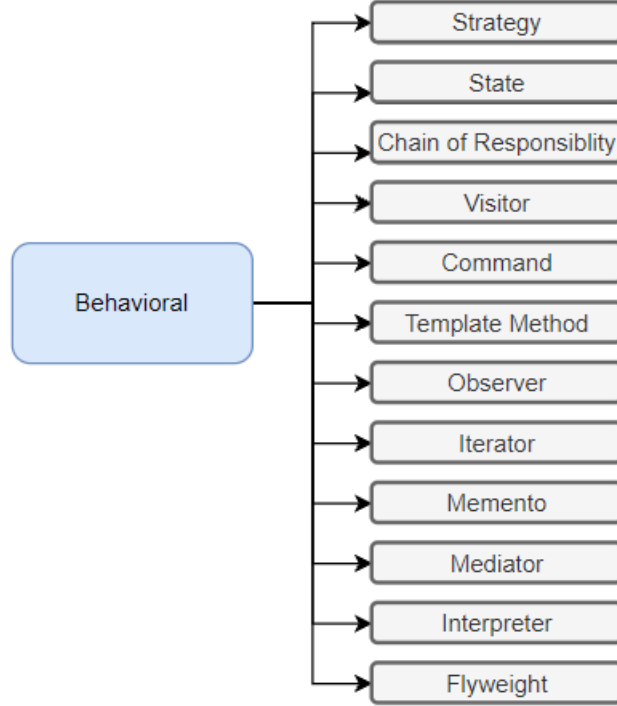 Strategy
State
Chain of Responsiblity
Visitor
Command
Behavioral
Template Method
Observer
Iterator
Memento
Mediator
Interpreter
Flyweight